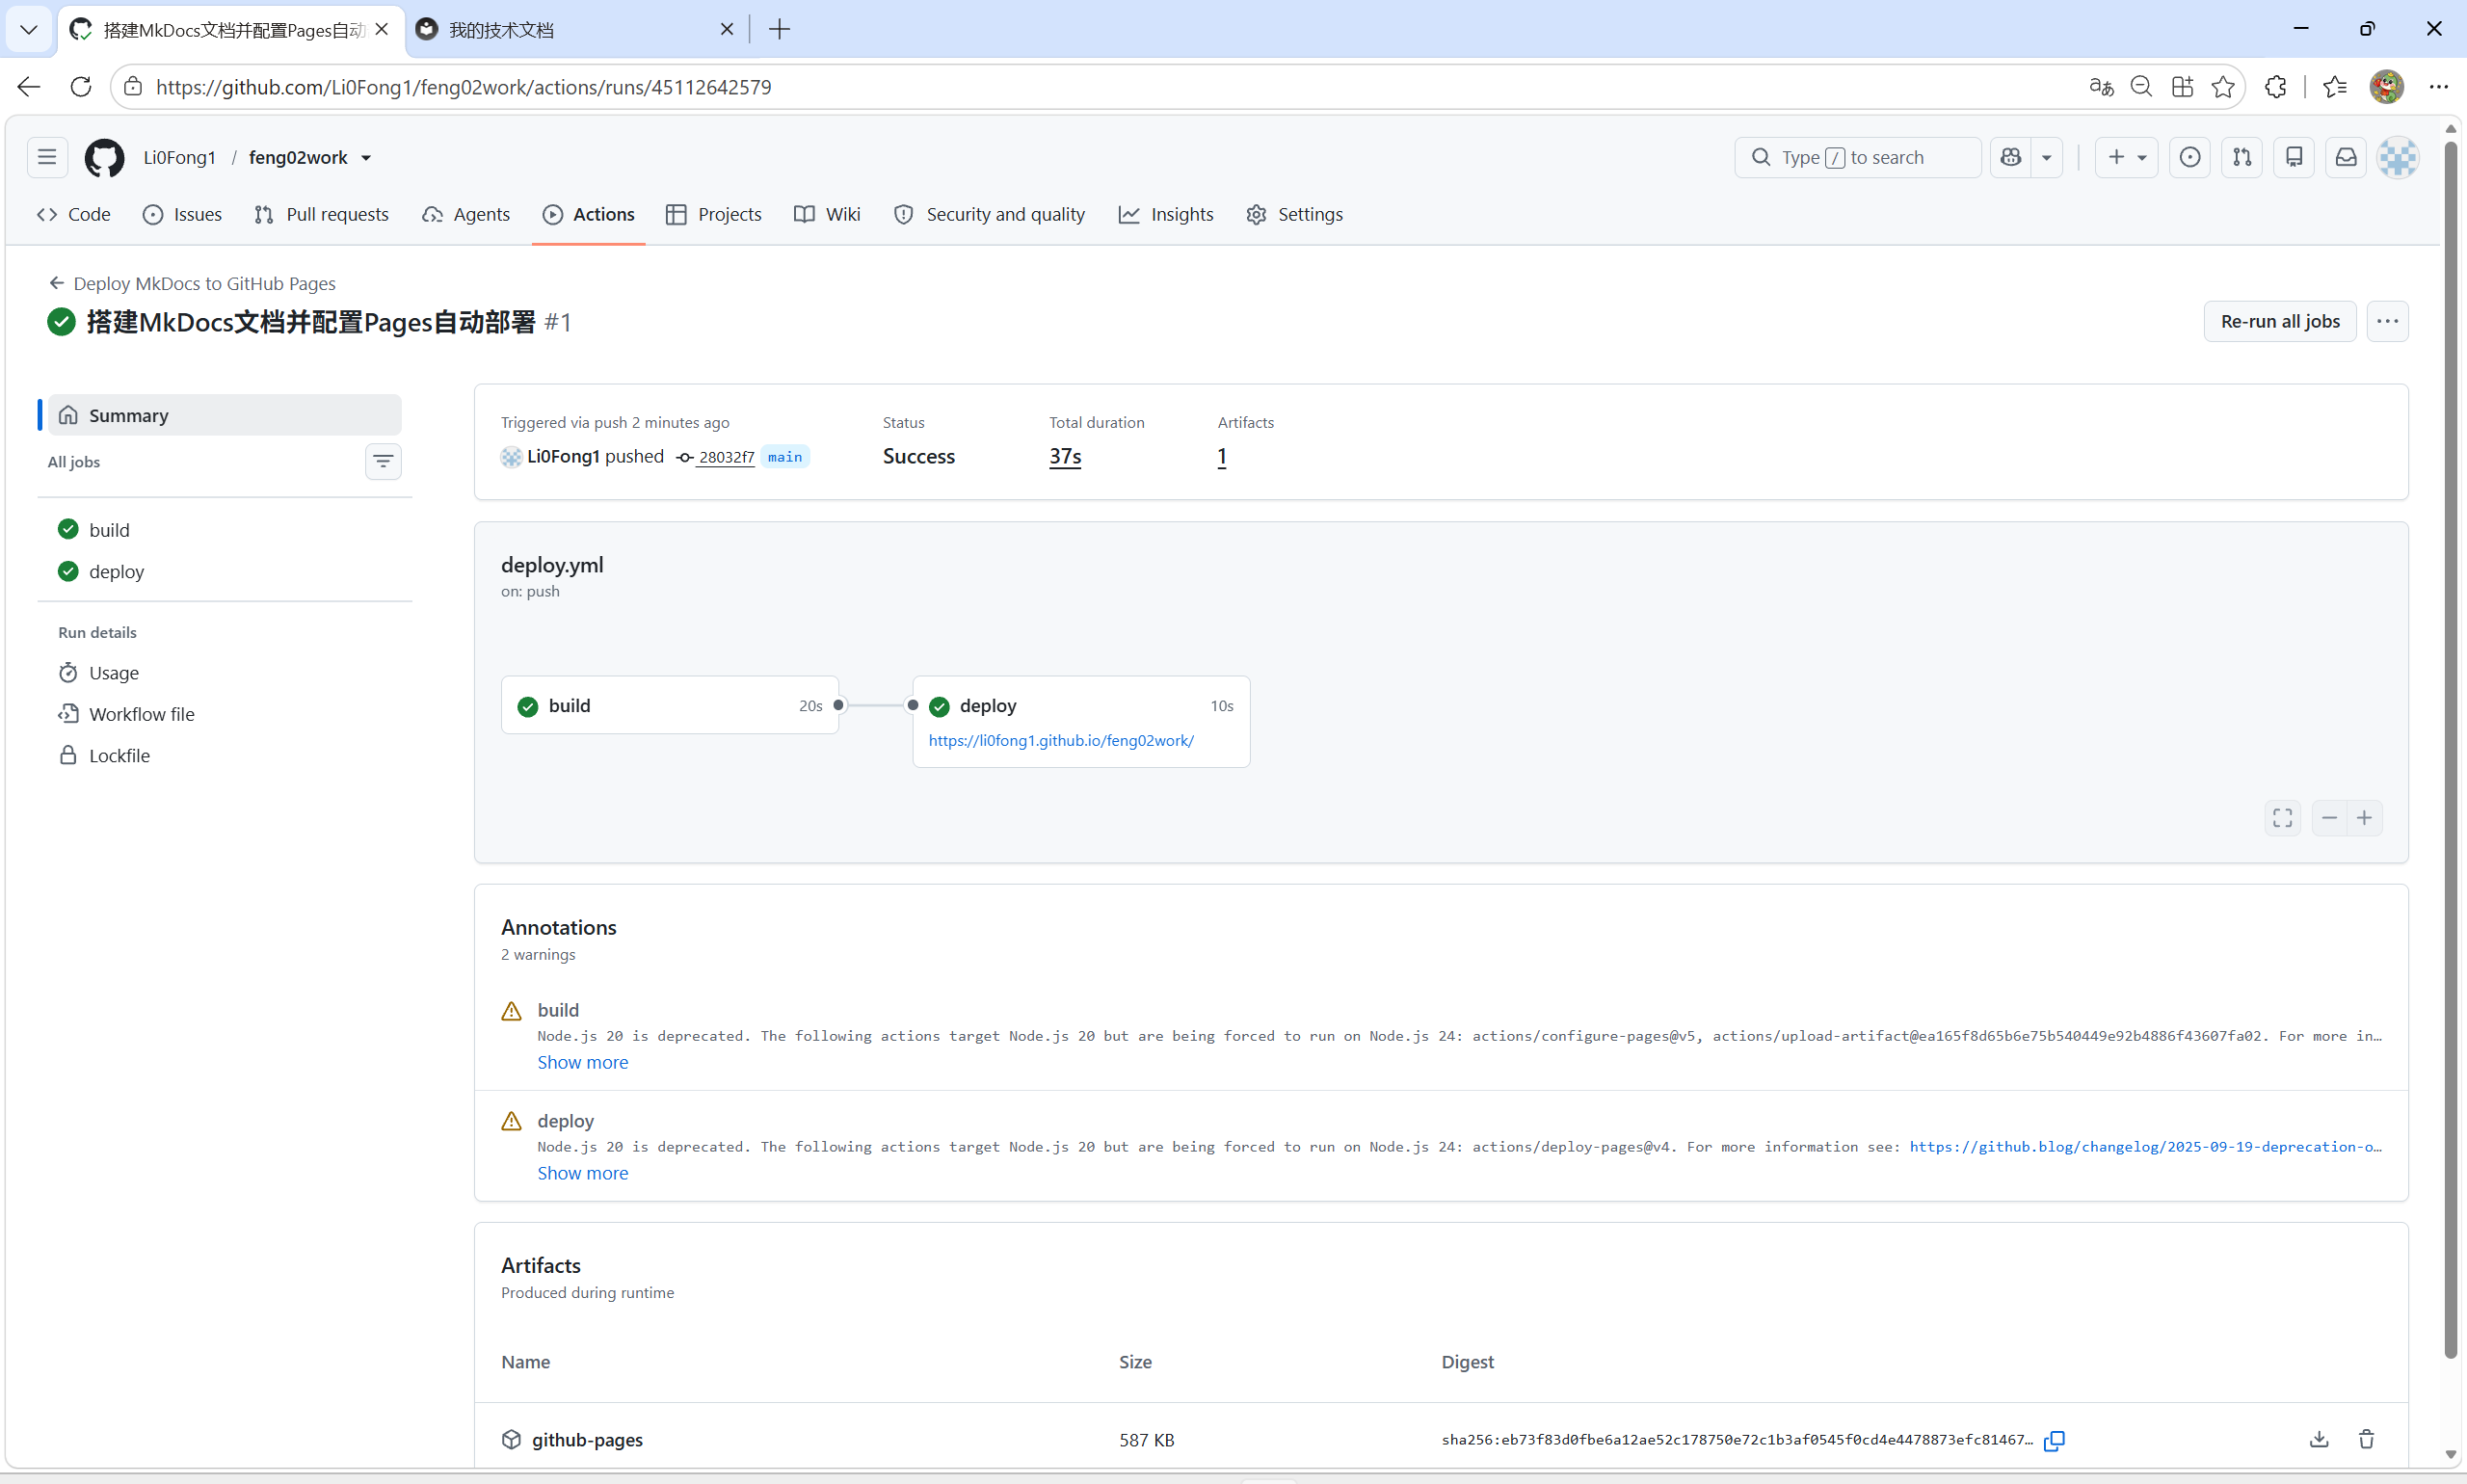 搭建MkDocs文档并配置Pages自动
我的技术文档
https://github.com/Li0Fong1/feng02work/actions/runs/45112642579
Li0Fong1 / feng02work
Type / to search
Code
Issues
Pull requests
Agents
Actions
Projects
Wiki
Security and quality
Insights
Settings
Deploy MkDocs to GitHub Pages
搭建MkDocs文档并配置Pages自动部署 #1
Re-run all jobs
Summary
All jobs
build
deploy
Run details
Usage
Workflow file
Lockfile
Triggered via push 2 minutes ago
Li0Fong1 pushed 28032f7 main
Status
Success
Total duration
37s
Artifacts
1
deploy.yml
on: push
build 20s
deploy 10s
https://li0fong1.github.io/feng02work/
Annotations
2 warnings
build
Node.js 20 is deprecated. The following actions target Node.js 20 but are being forced to run on Node.js 24: actions/configure-pages@v5, actions/upload-artifact@ea165f8d65b6e75b540449e92b4886f43607fa02. For more in…
Show more
deploy
Node.js 20 is deprecated. The following actions target Node.js 20 but are being forced to run on Node.js 24: actions/deploy-pages@v4. For more information see: https://github.blog/changelog/2025-09-19-deprecation-o…
Show more
Artifacts
Produced during runtime
Name Size Digest
github-pages 587 KB sha256:eb73f83d0fbe6a12ae52c178750e72c1b3af0545f0cd4e4478873efc81467…